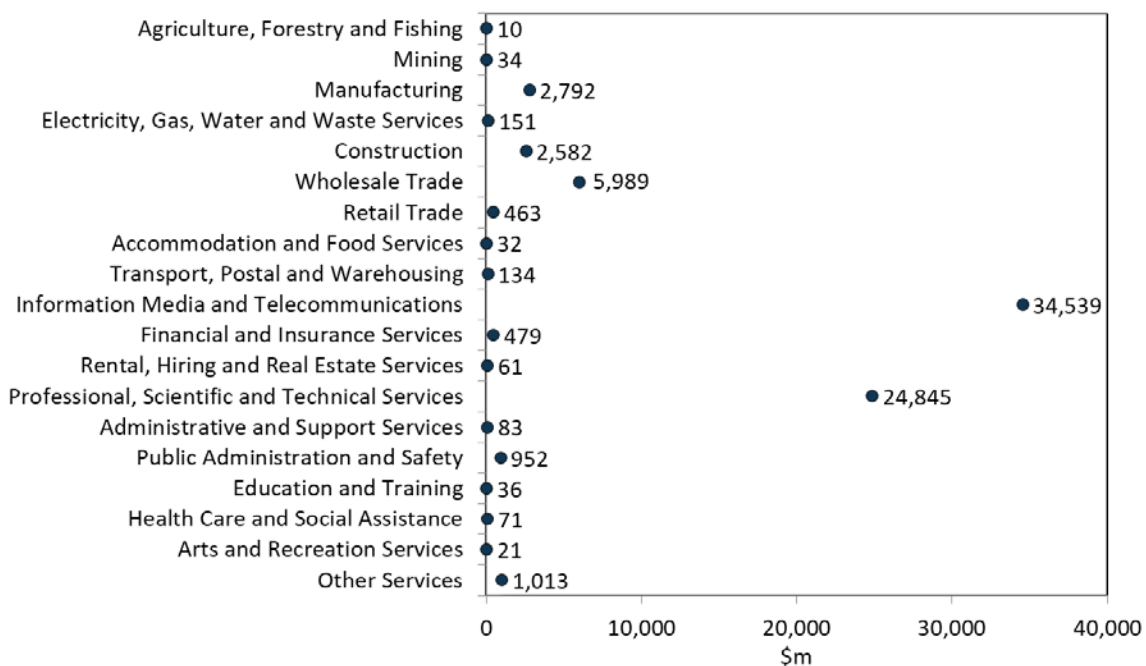 Agriculture, Forestry and Fishing 10
Mining 34
Manufacturing 2,792
Electricity, Gas, Water and Waste Services 151
Construction 2,582
Wholesale Trade 5,989
Retail Trade 463
Accommodation and Food Services 32
Transport, Postal and Warehousing 134
Information Media and Telecommunications 34,539
Financial and Insurance Services 479
Rental, Hiring and Real Estate Services 61
Professional, Scientific and Technical Services 24,845
Administrative and Support Services 83
Public Administration and Safety 952
Education and Training 36
Health Care and Social Assistance 71
Arts and Recreation Services 21
Other Services 1,013
0 10,000 20,000 30,000 40,000
$m